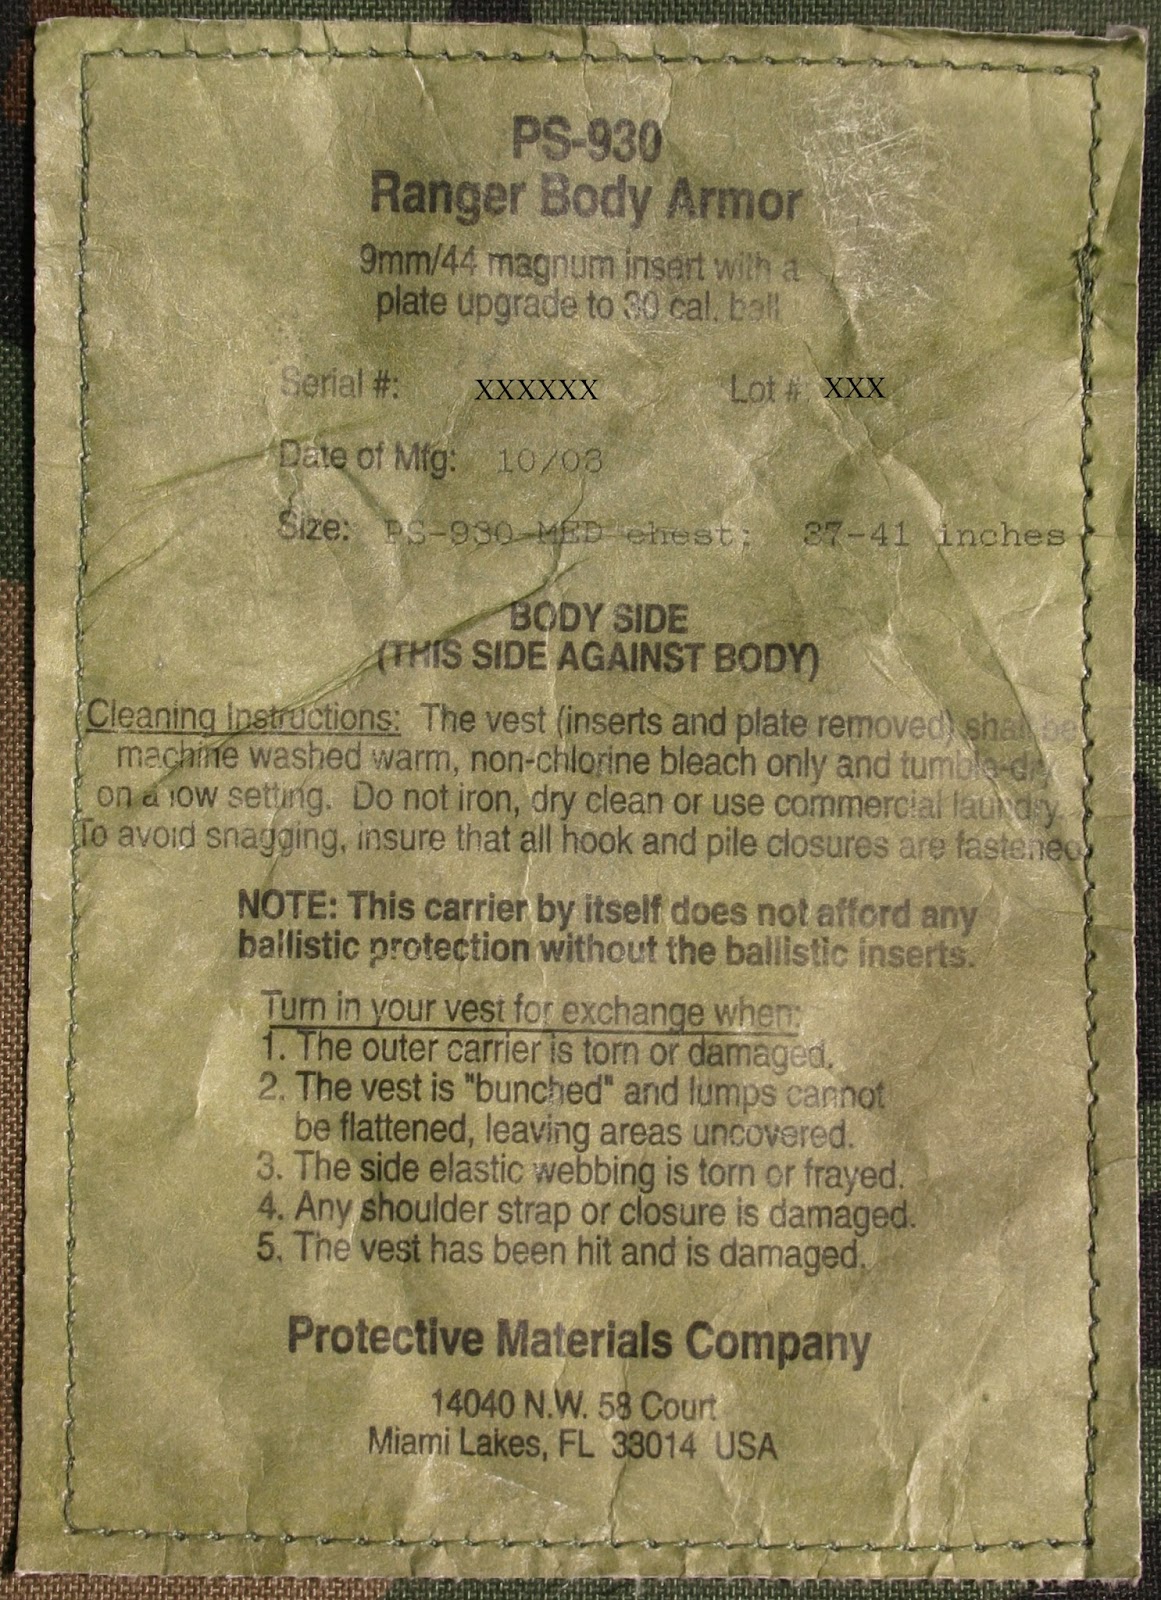 PS-930
Ranger Body Armor
9mm/44 magnum insert with a
plate upgrade to 30 cal. ball
Serial #: XXXXXX Lot # XXX
Date of Mfg: 10/03
Size: PS-930-MED chest: 37-41 inches
BODY SIDE
(THIS SIDE AGAINST BODY)
Cleaning Instructions: The vest (inserts and plate removed) shall be
machine washed warm, non-chlorine bleach only and tumble-dry
on a low setting. Do not iron, dry clean or use commercial laundry.
To avoid snagging, insure that all hook and pile closures are fastened.
NOTE: This carrier by itself does not afford any
ballistic protection without the ballistic inserts.
Turn in your vest for exchange when:
1. The outer carrier is torn or damaged.
2. The vest is "bunched" and lumps cannot
be flattened, leaving areas uncovered.
3. The side elastic webbing is torn or frayed.
4. Any shoulder strap or closure is damaged.
5. The vest has been hit and is damaged.
Protective Materials Company
14040 N.W. 58 Court
Miami Lakes, FL 33014 USA